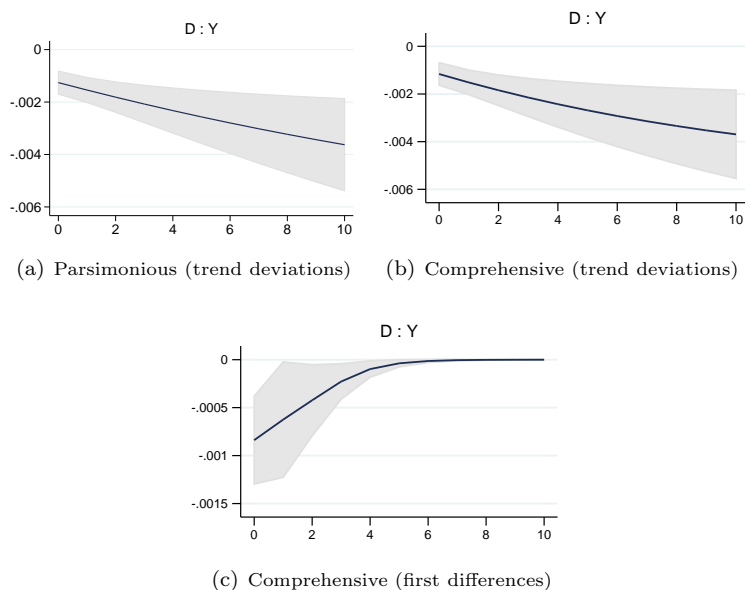 D : Y
0
-.002
-.004
-.006
0 2 4 6 8 10
(a) Parsimonious (trend deviations)
D : Y
0
-.002
-.004
-.006
0 2 4 6 8 10
(b) Comprehensive (trend deviations)
D : Y
0
-.0005
-.001
-.0015
0 2 4 6 8 10
(c) Comprehensive (first differences)